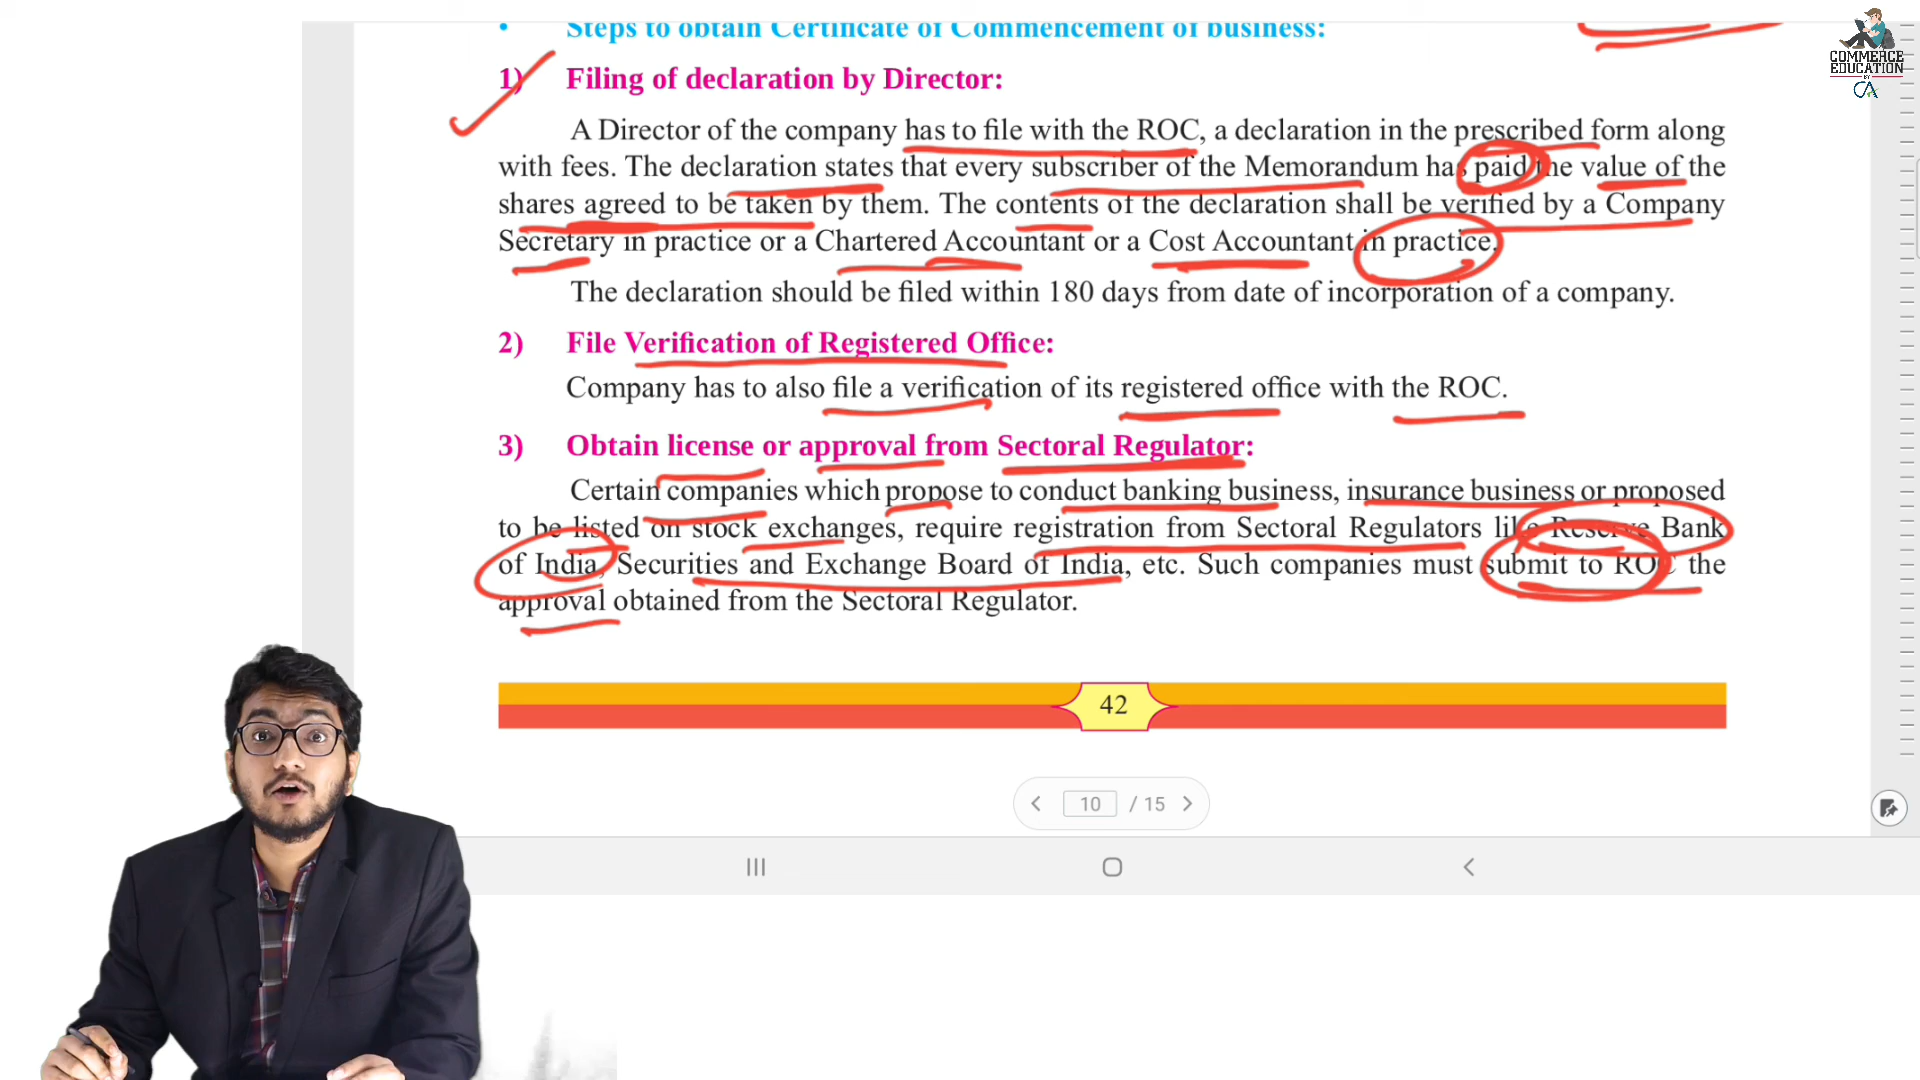 • Steps to obtain Certificate of Commencement of business:
COMMERCE
EDUCATION
BY
CA
1) Filing of declaration by Director:
A Director of the company has to file with the ROC, a declaration in the prescribed form along
with fees. The declaration states that every subscriber of the Memorandum has paid the value of the
shares agreed to be taken by them. The contents of the declaration shall be verified by a Company
Secretary in practice or a Chartered Accountant or a Cost Accountant in practice.
The declaration should be filed within 180 days from date of incorporation of a company.
2) File Verification of Registered Office:
Company has to also file a verification of its registered office with the ROC.
3) Obtain license or approval from Sectoral Regulator:
Certain companies which propose to conduct banking business, insurance business or proposed
to be listed on stock exchanges, require registration from Sectoral Regulators like Reserve Bank
of India, Securities and Exchange Board of India, etc. Such companies must submit to ROC the
approval obtained from the Sectoral Regulator.
42
10 / 15